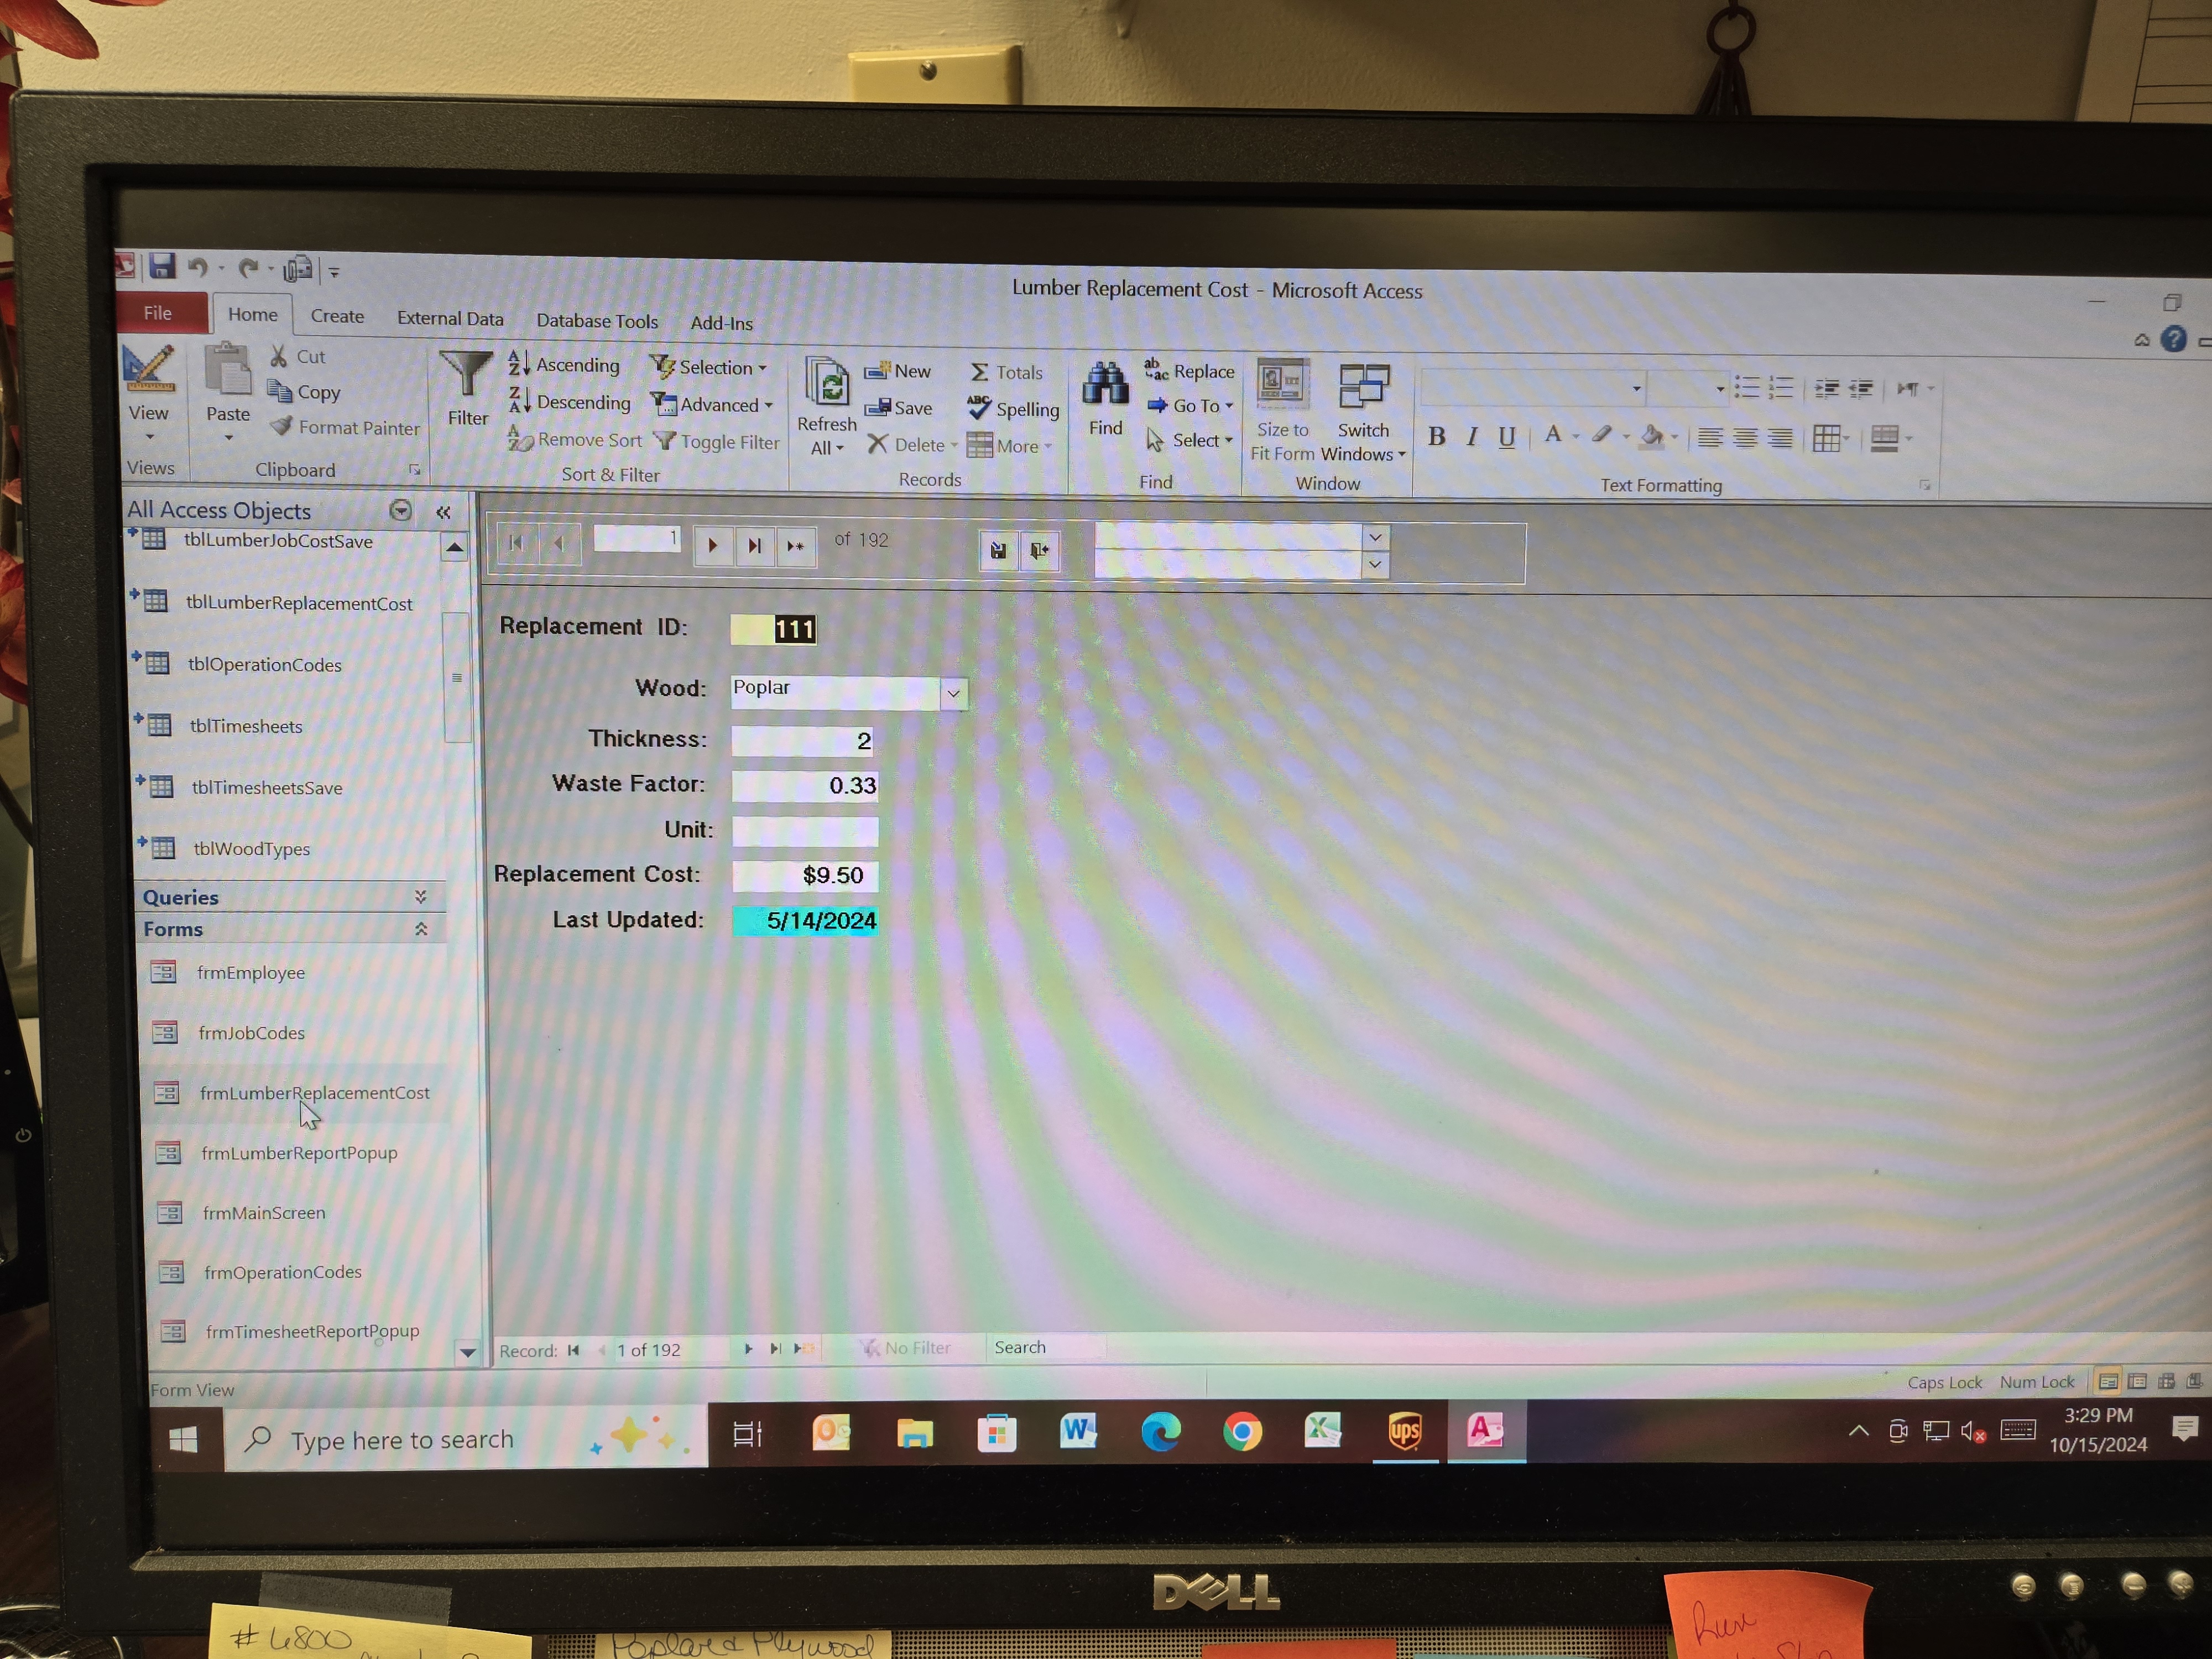 Lumber Replacement Cost - Microsoft Access
File Home Create External Data Database Tools Add-Ins
View
Views
Paste
Cut
Copy
Format Painter
Clipboard
Filter
Ascending
Descending
Remove Sort
Selection
Advanced
Toggle Filter
Sort & Filter
Refresh
All
New
Save
Delete
Totals
Spelling
More
Records
Find
Replace
Go To
Select
Find
Size to
Fit Form
Switch
Windows
Window
B I U A
Text Formatting
All Access Objects
tblLumberJobCostSave
tblLumberReplacementCost
tblOperationCodes
tblTimesheets
tblTimesheetsSave
tblWoodTypes
Queries
Forms
frmEmployee
frmJobCodes
frmLumberReplacementCost
frmLumberReportPopup
frmMainScreen
frmOperationCodes
frmTimesheetReportPopup
1 of 192
Replacement ID: 111
Wood: Poplar
Thickness: 2
Waste Factor: 0.33
Unit:
Replacement Cost: $9.50
Last Updated: 5/14/2024
Record: 1 of 192 No Filter Search
Form View Caps Lock Num Lock
Type here to search
ups
3:29 PM
10/15/2024
DELL
Poplar & Plywood
Run